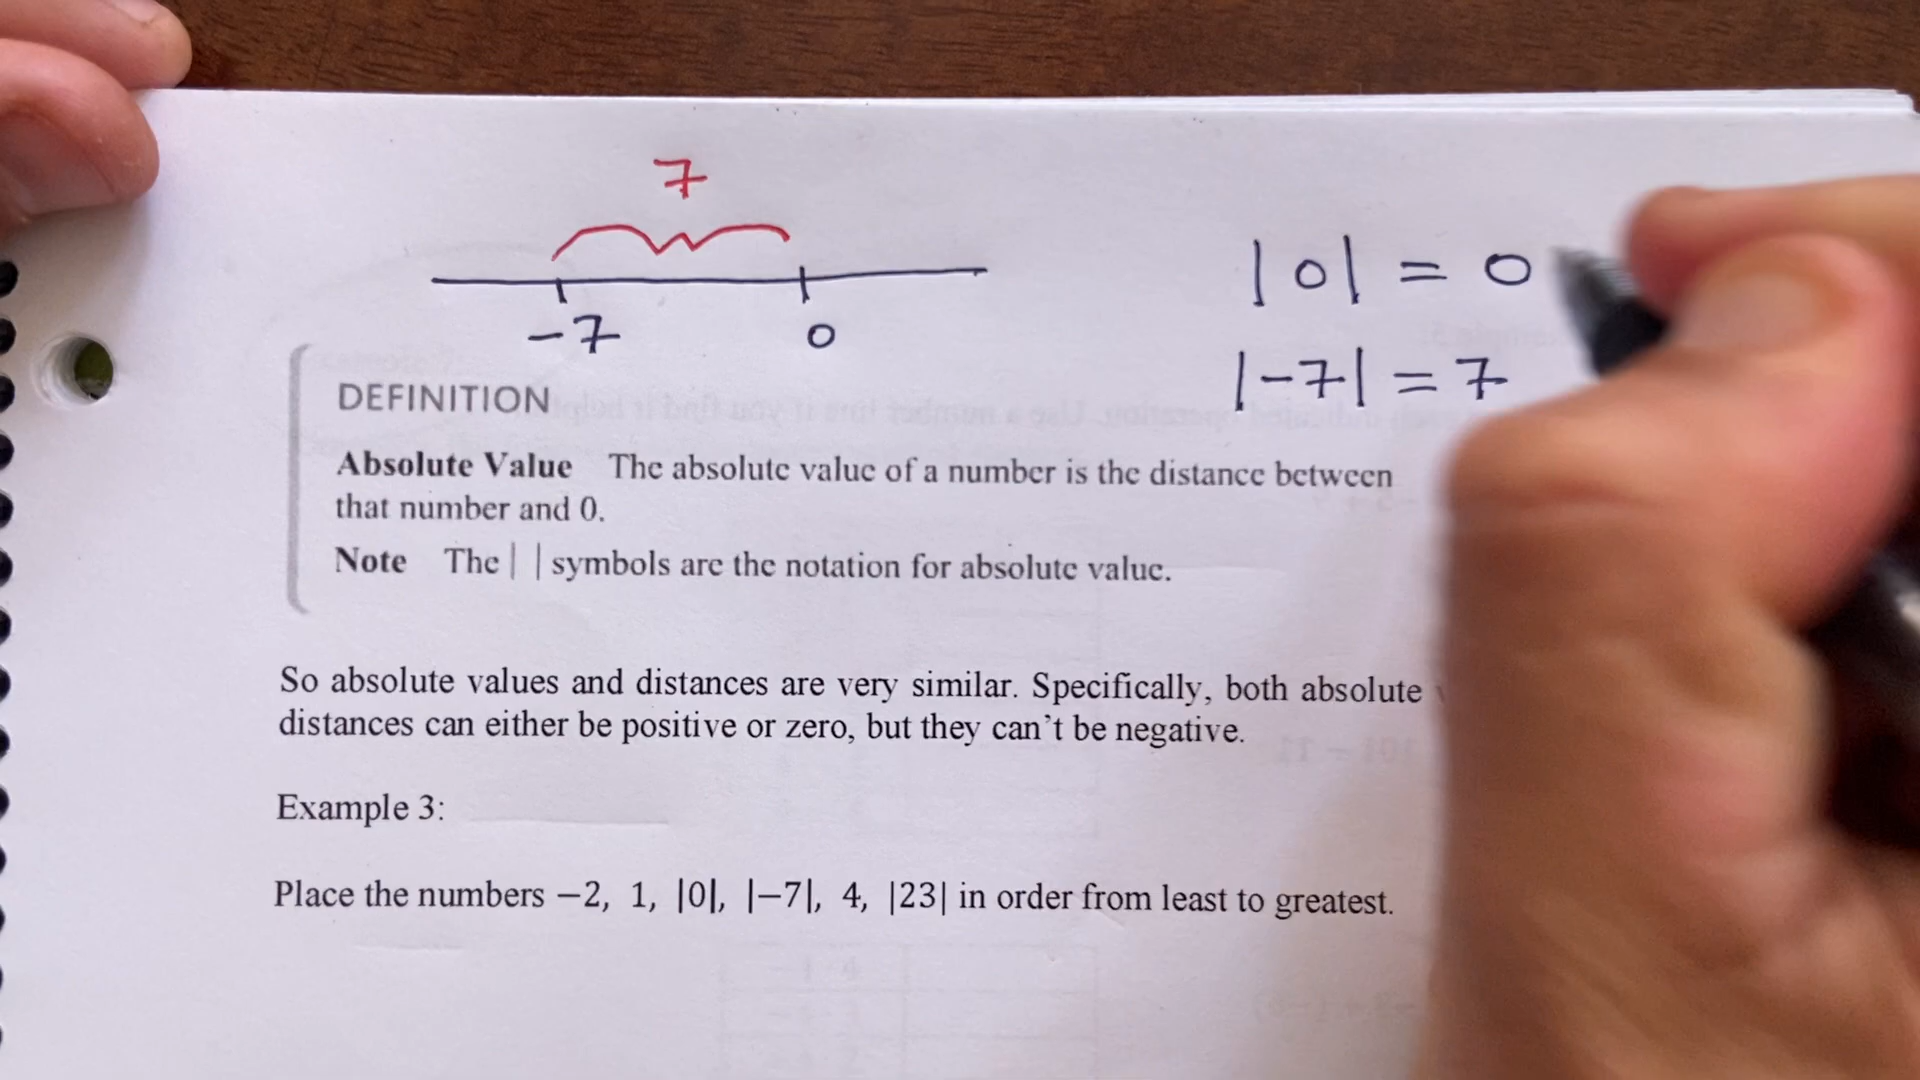 7
-7 0
|0| = 0
|-7| = 7
DEFINITION
Absolute Value The absolute value of a number is the distance between
that number and 0.
Note The | | symbols are the notation for absolute value.
So absolute values and distances are very similar. Specifically, both absolute
distances can either be positive or zero, but they can't be negative.
Example 3:
Place the numbers −2, 1, |0|, |−7|, 4, |23| in order from least to greatest.